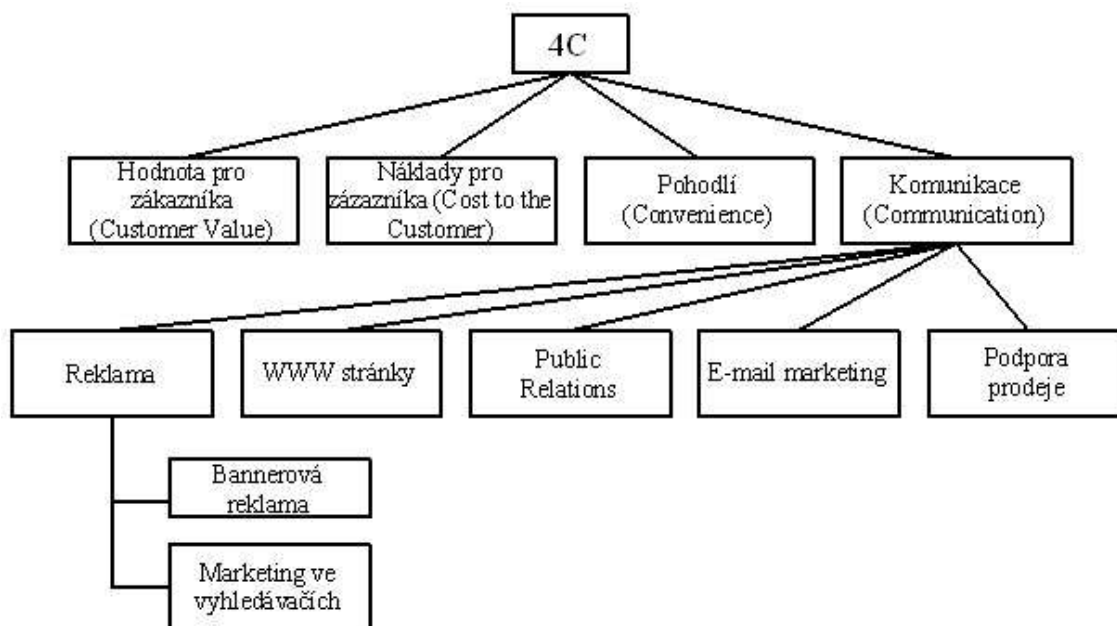 4C
Hodnota pro
zákazníka
(Customer Value)
Náklady pro
zázazníka (Cost to the
Customer)
Pohodlí
(Convenience)
Komunikace
(Communication)
Reklama
WWW stránky
Public
Relations
E-mail marketing
Podpora
prodeje
Bannerová
reklama
Marketing ve
vyhledávačích